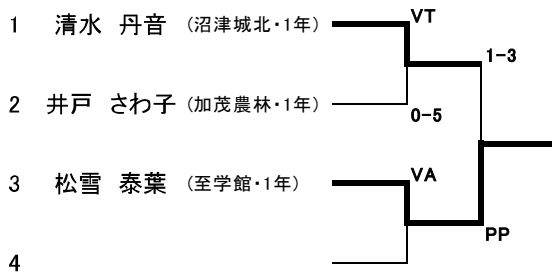 VT
1 清水 丹音 (沼津城北・1年)
1-3
2 井戸 さわ子 (加茂農林・1年)
0-5
VA
3 松雪 泰葉 (至学館・1年)
PP
4